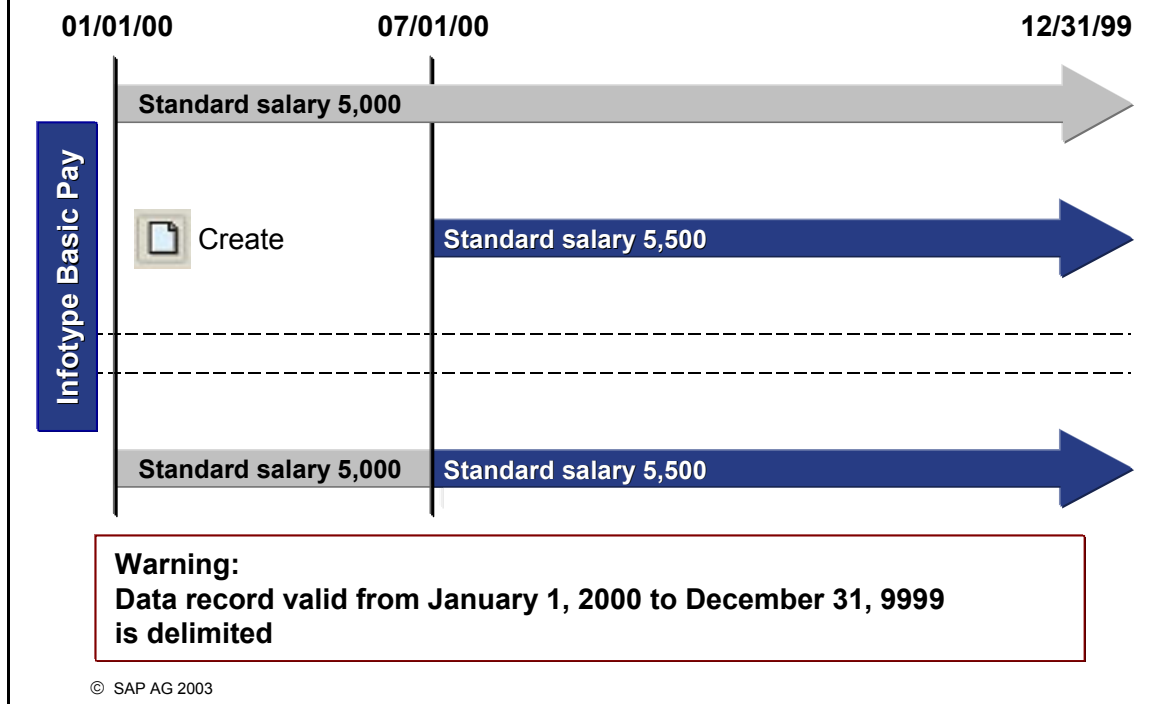 01/01/00 07/01/00 12/31/99
Standard salary 5,000
Infotype Basic Pay
Create
Standard salary 5,500
Standard salary 5,000
Standard salary 5,500
Warning:
Data record valid from January 1, 2000 to December 31, 9999
is delimited
© SAP AG 2003